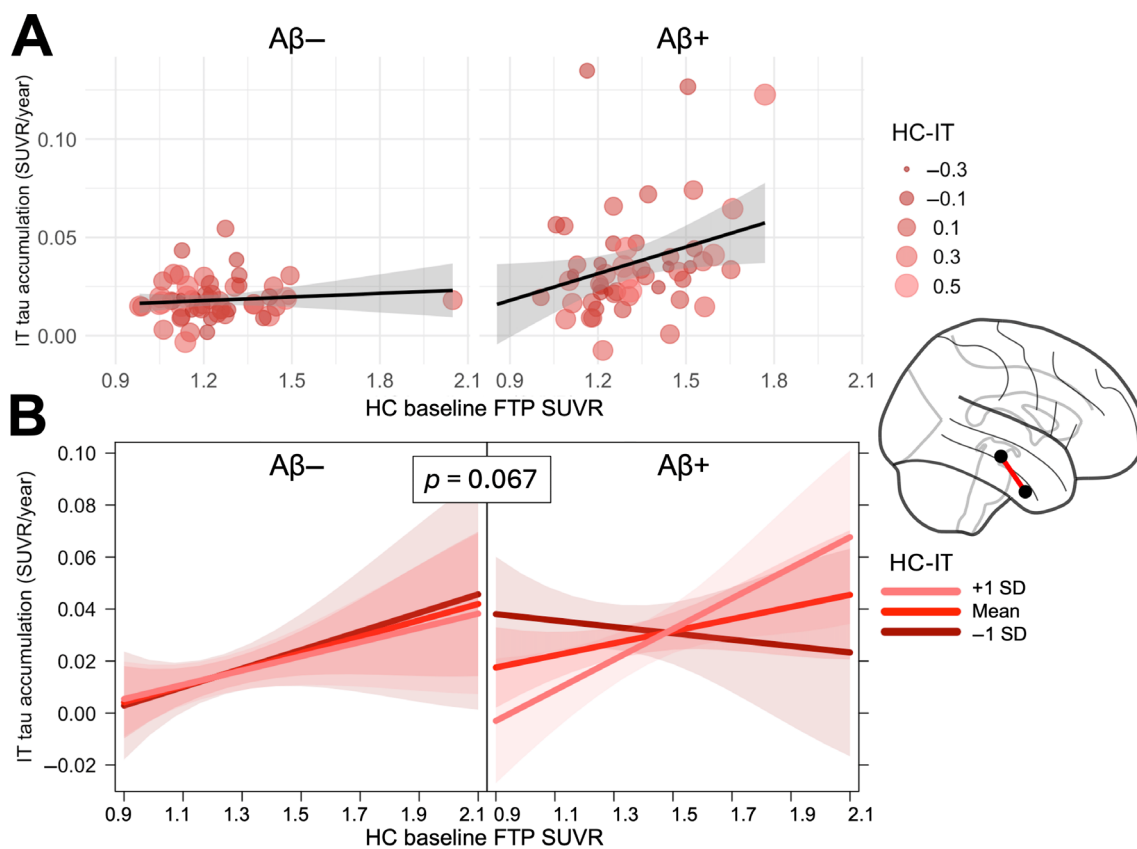 A
Aβ–
Aβ+
IT tau accumulation (SUVR/year)
0.10
0.05
0.00
0.9
1.2
1.5
1.8
2.1
0.9
1.2
1.5
1.8
2.1
HC baseline FTP SUVR
HC-IT
–0.3
–0.1
0.1
0.3
0.5
B
Aβ–
p = 0.067
Aβ+
IT tau accumulation (SUVR/year)
0.10
0.08
0.06
0.04
0.02
0.00
–0.02
0.9
1.1
1.3
1.5
1.7
1.9
2.1
0.9
1.1
1.3
1.5
1.7
1.9
2.1
HC baseline FTP SUVR
HC-IT
+1 SD
Mean
–1 SD